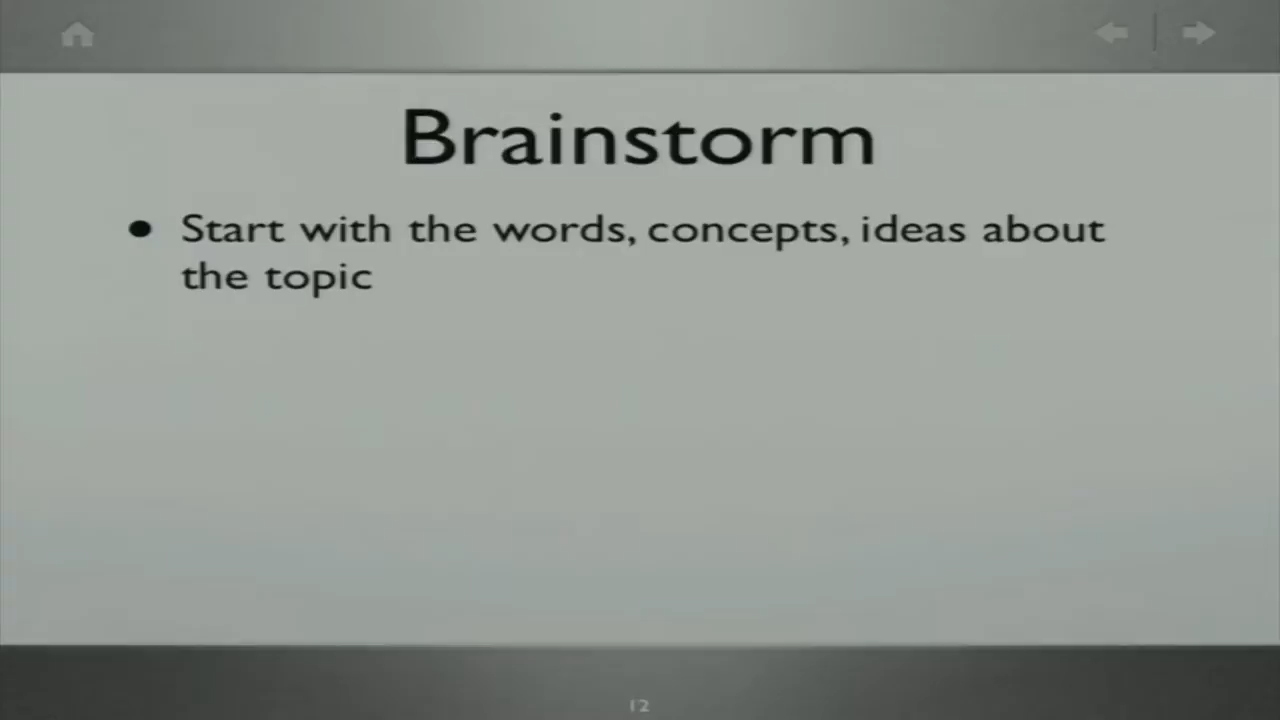 Brainstorm
• Start with the words, concepts, ideas about
the topic
12